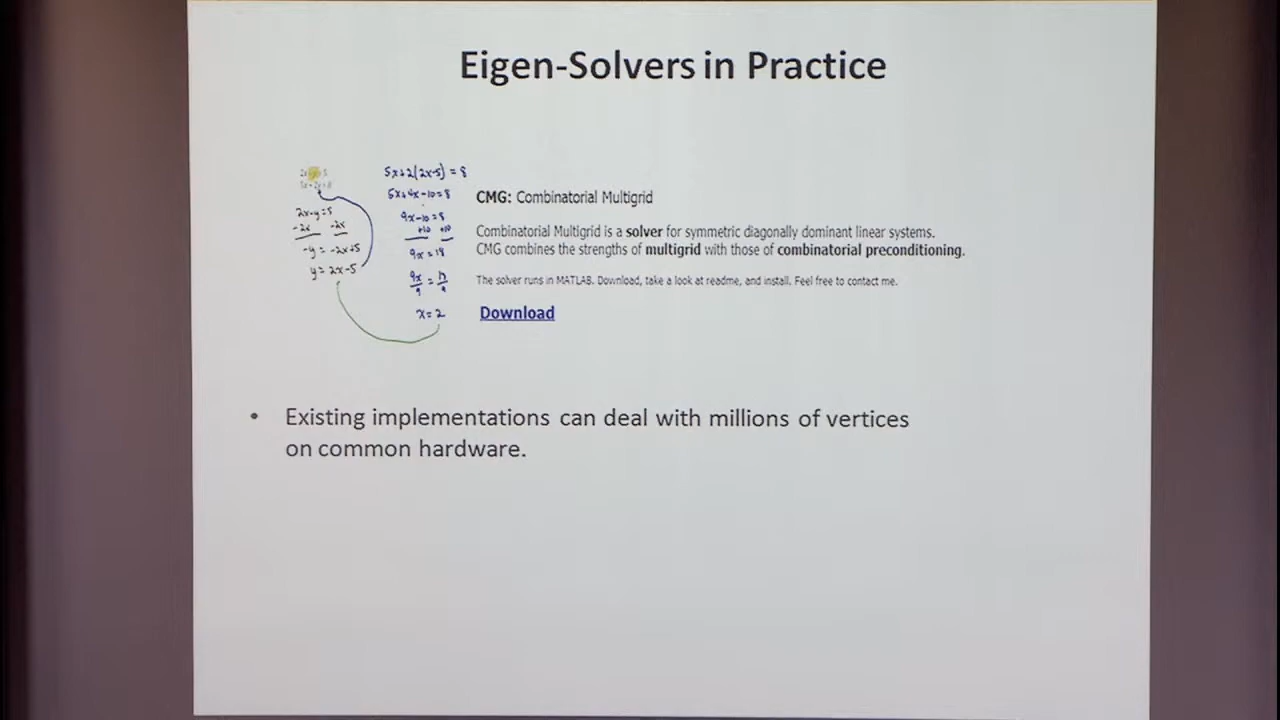 Eigen-Solvers in Practice
2x-y=5
-2x -2x
-y = -2x+5
y = 2x-5
5x+2(2x-5) = 8
5x+4x-10=8
9x-10=8
+10 +10
9x = 18
x=2
CMG: Combinatorial Multigrid
Combinatorial Multigrid is a solver for symmetric diagonally dominant linear systems.
CMG combines the strengths of multigrid with those of combinatorial preconditioning.
The solver runs in MATLAB. Download, take a look at readme, and install. Feel free to contact me.
Download
• Existing implementations can deal with millions of vertices
on common hardware.